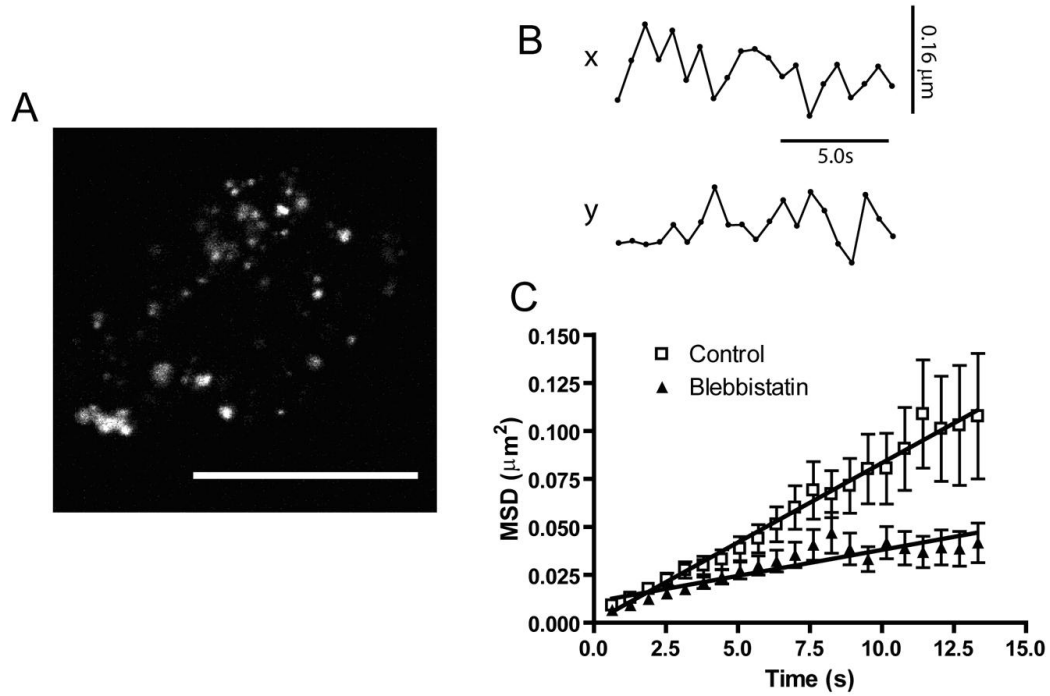 A
B
x
0.16 μm
5.0s
y
C
MSD (μm²)
0.150
0.125
0.100
0.075
0.050
0.025
0.000
Control
Blebbistatin
0.0 2.5 5.0 7.5 10.0 12.5 15.0
Time (s)